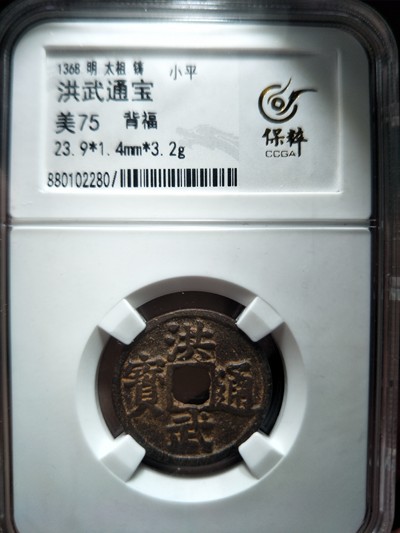 1368 明 太祖 铸 小平
洪武通宝
美75 背福
23.9*1.4mm*3.2g
880102280/
保粹
CCGA
洪武通寶